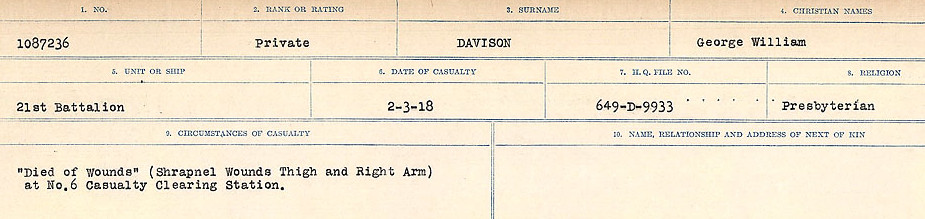 1. NO. 2. RANK OR RATING 3. SURNAME 4. CHRISTIAN NAMES
1087236 Private DAVISON George William
5. UNIT OR SHIP 6. DATE OF CASUALTY 7. H.Q. FILE NO. 8. RELIGION
21st Battalion 2-3-18 649-D-9933 Presbyterian
9. CIRCUMSTANCES OF CASUALTY 10. NAME, RELATIONSHIP AND ADDRESS OF NEXT OF KIN
"Died of Wounds" (Shrapnel Wounds Thigh and Right Arm)
at No.6 Casualty Clearing Station.